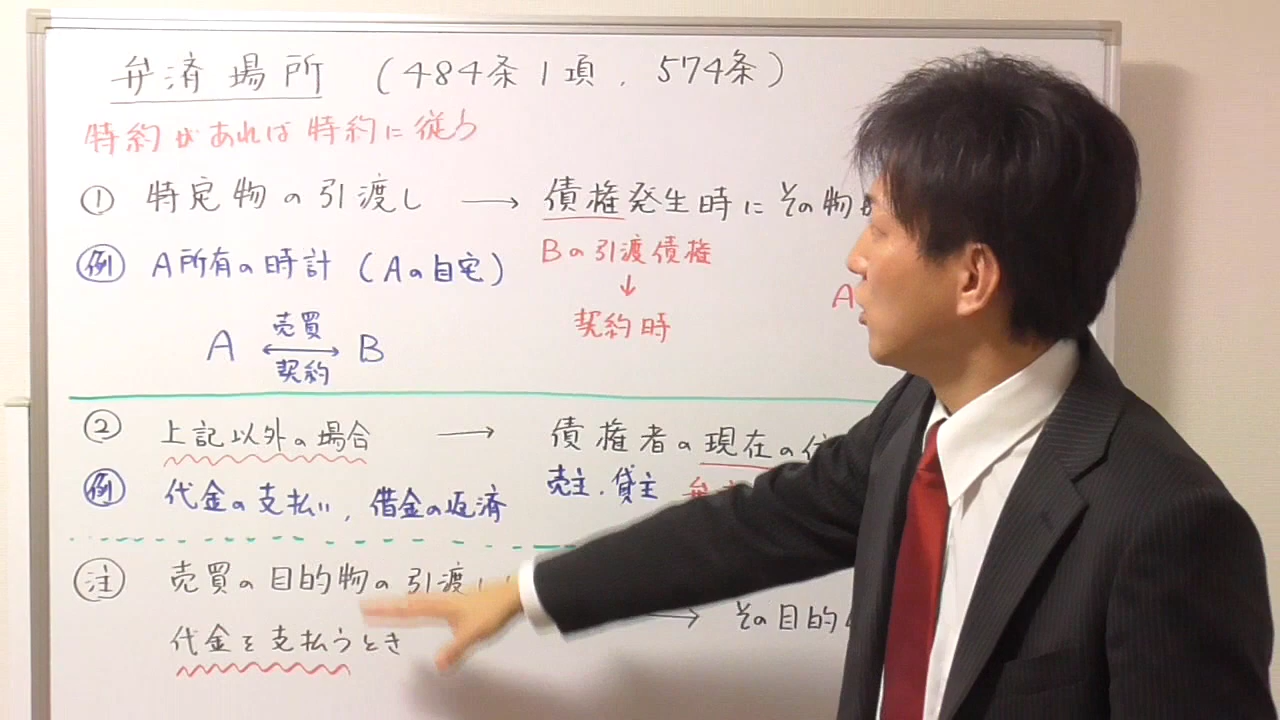 弁済場所 (484条1項, 574条)
特約があれば特約に従う
① 特定物の引渡し → 債権発生時にその物が
例 A所有の時計 (Aの自宅)
Bの引渡債権
↓
契約時
A
A 売買 契約 B
② 上記以外の場合 → 債権者の現在の住
例 代金の支払い, 借金の返済
売主・貸主
注 売買の目的物の引渡し
代金を支払うとき
→ その目的